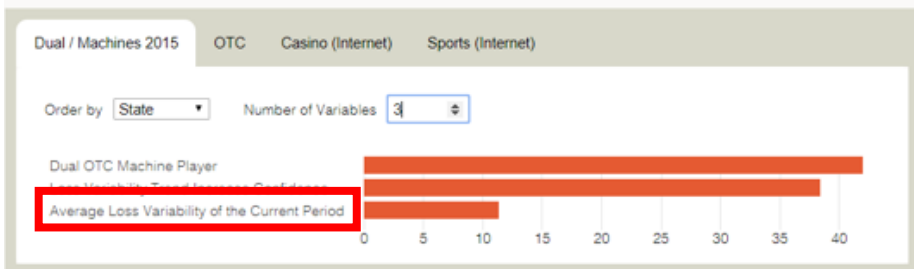 Dual / Machines 2015 OTC Casino (Internet) Sports (Internet)
Order by State Number of Variables 3
Dual OTC Machine Player
Loss Variability Trend Increase Confidence
Average Loss Variability of the Current Period
0 5 10 15 20 25 30 35 40